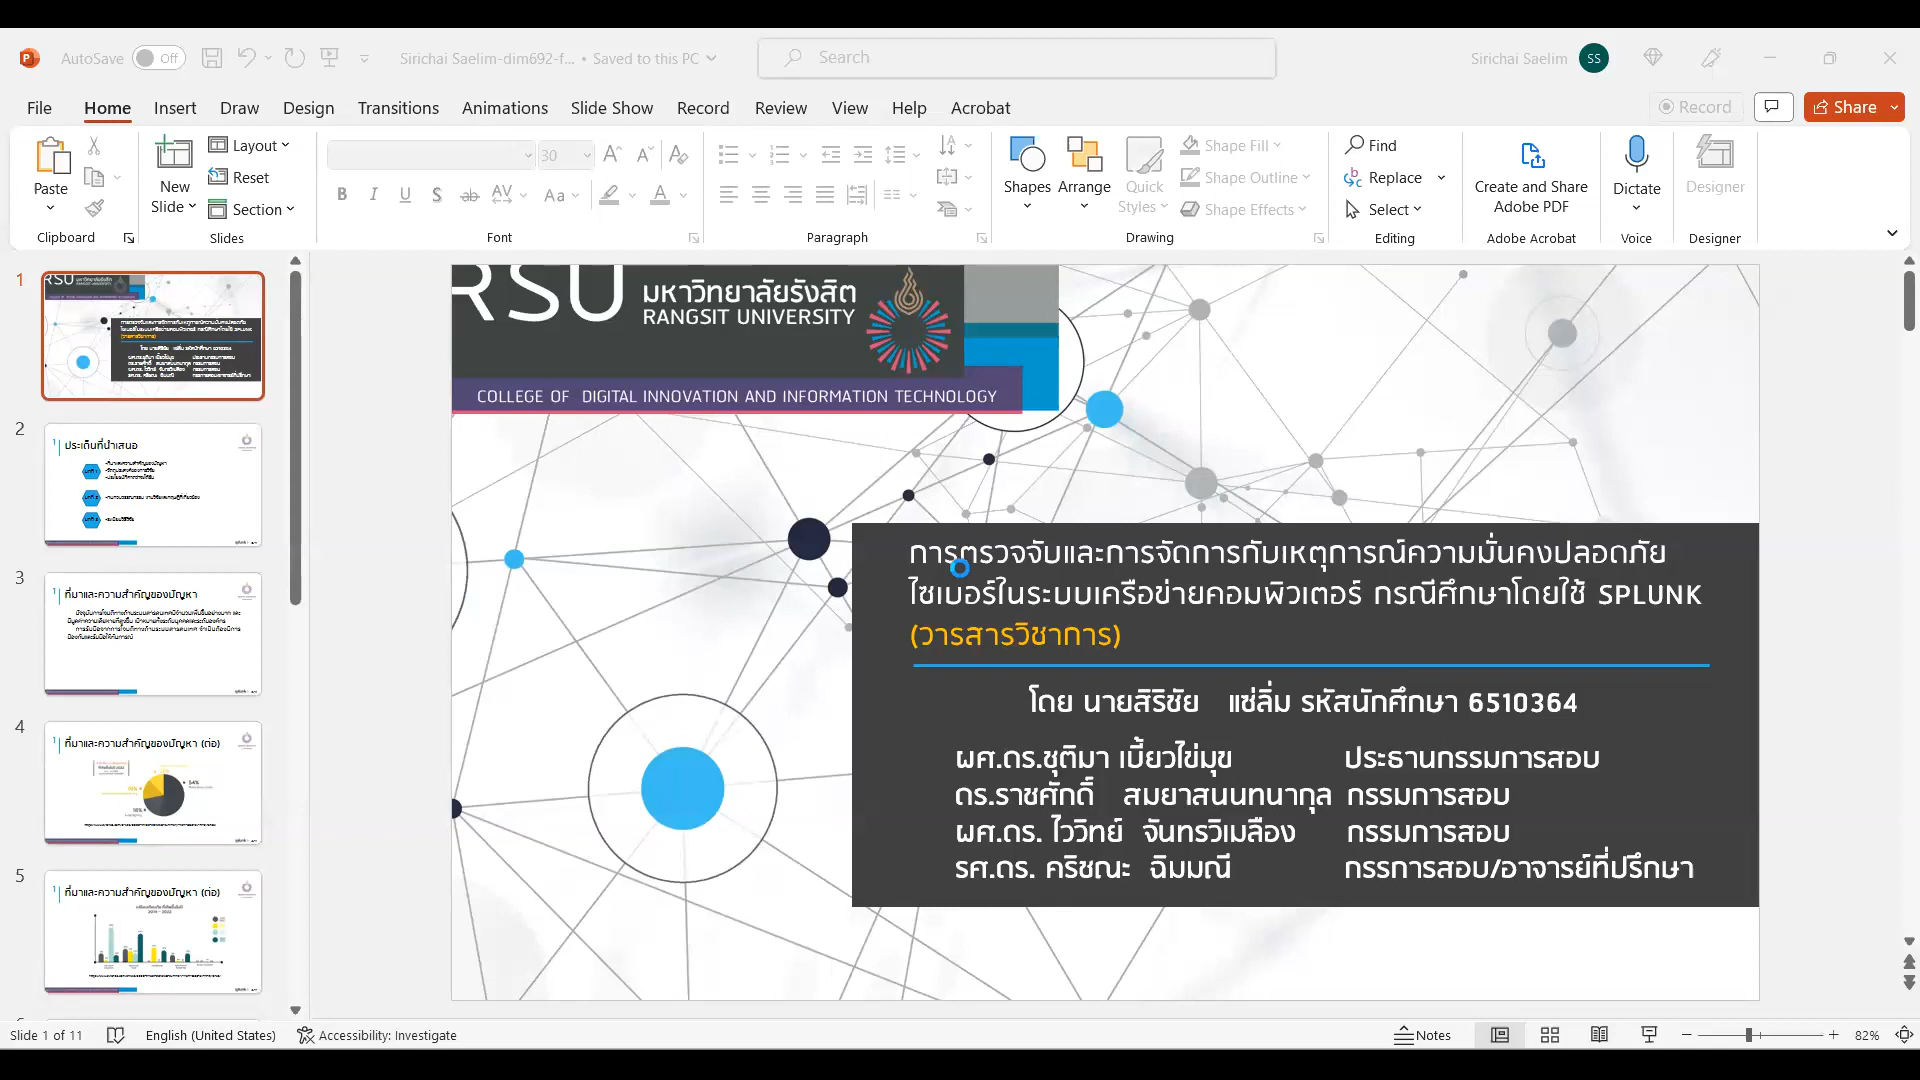 AutoSave Off Sirichai Saelim-dim692-f... • Saved to this PC Search Sirichai Saelim SS
File Home Insert Draw Design Transitions Animations Slide Show Record Review View Help Acrobat Record Share
Paste New Slide Layout Reset Section 30 Shapes Arrange Quick Styles Shape Fill Shape Outline Shape Effects Find Replace Select Create and Share Adobe PDF Dictate Designer
Clipboard Slides Font Paragraph Drawing Editing Adobe Acrobat Voice Designer
1
2
ประเด็นที่นำเสนอ
3
ที่มาและความสำคัญของปัญหา
4
ที่มาและความสำคัญของปัญหา (ต่อ)
54%
5
ที่มาและความสำคัญของปัญหา (ต่อ)
RSU มหาวิทยาลัยรังสิต
RANGSIT UNIVERSITY
COLLEGE OF DIGITAL INNOVATION AND INFORMATION TECHNOLOGY
การตรวจจับและการจัดการกับเหตุการณ์ความมั่นคงปลอดภัย
ไซเบอร์ในระบบเครือข่ายคอมพิวเตอร์ กรณีศึกษาโดยใช้ SPLUNK
(วารสารวิชาการ)
โดย นายสิริชัย แซ่ลิ่ม รหัสนักศึกษา 6510364
ผศ.ดร.ชุติมา เบี้ยวไข่มุข ประธานกรรมการสอบ
ดร.ราชศักดิ์ สมยาสนนทนากุล กรรมการสอบ
ผศ.ดร. ไววิทย์ จันทรวิเมลือง กรรมการสอบ
รศ.ดร. คริชณะ ฉิมมณี กรรการสอบ/อาจารย์ที่ปรึกษา
Slide 1 of 11 English (United States) Accessibility: Investigate Notes 82%